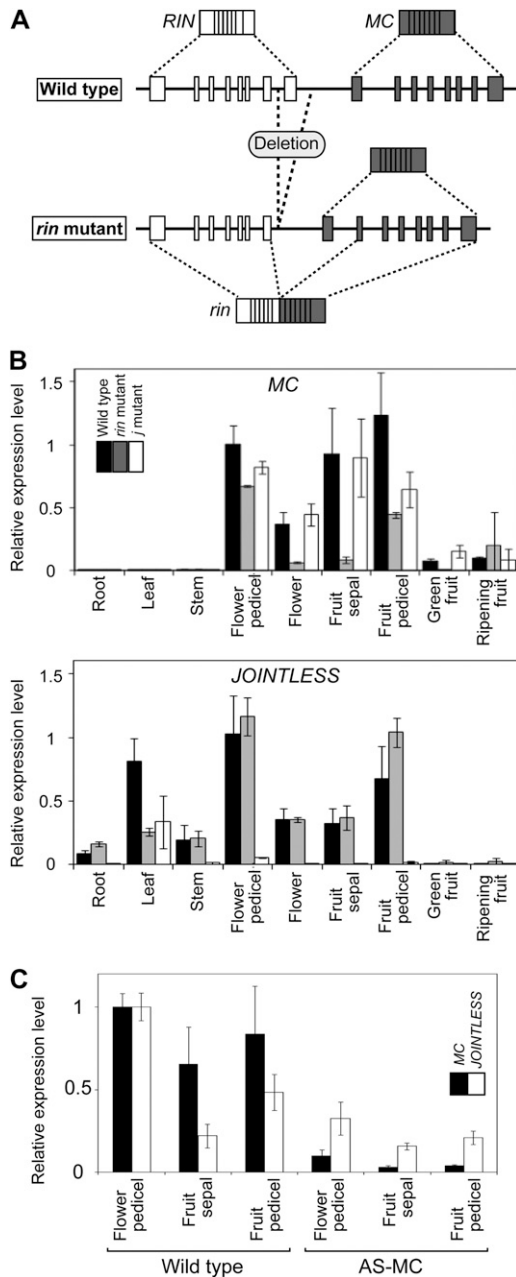 A
RIN
MC
Wild type
Deletion
rin mutant
rin
B
MC
Wild type
rin mutant
j mutant
Relative expression level
1.5
1
0.5
0
Root
Leaf
Stem
Flower
pedicel
Flower
Fruit
sepal
Fruit
pedicel
Green
fruit
Ripening
fruit
JOINTLESS
Relative expression level
1.5
1
0.5
0
Root
Leaf
Stem
Flower
pedicel
Flower
Fruit
sepal
Fruit
pedicel
Green
fruit
Ripening
fruit
C
MC
JOINTLESS
Relative expression level
1
0.5
0
Flower
pedicel
Fruit
sepal
Fruit
pedicel
Flower
pedicel
Fruit
sepal
Fruit
pedicel
Wild type
AS-MC